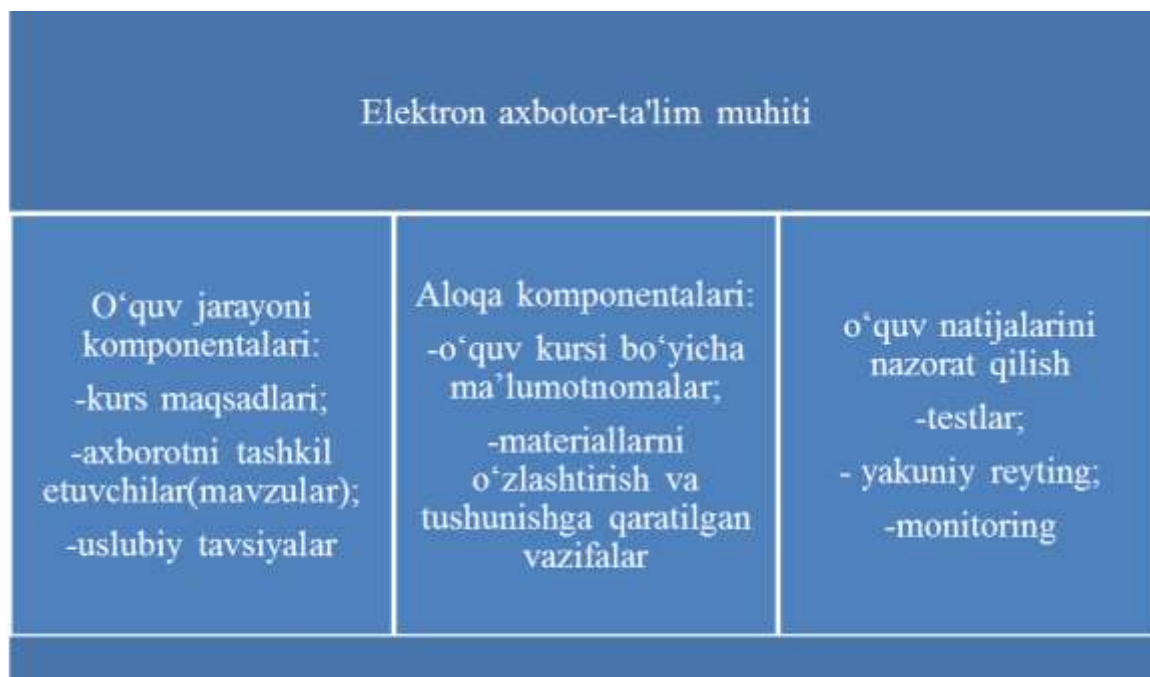 Elektron axbotor-ta'lim muhiti
O‘quv jarayoni
komponentalari:
-kurs maqsadlari;
-axborotni tashkil
etuvchilar(mavzular);
-uslubiy tavsiyalar
Aloqa komponentalari:
-o‘quv kursi bo‘yicha
ma’lumotnomalar;
-materiallarni
o‘zlashtirish va
tushunishga qaratilgan
vazifalar
o‘quv natijalarini
nazorat qilish
-testlar;
- yakuniy reyting;
-monitoring